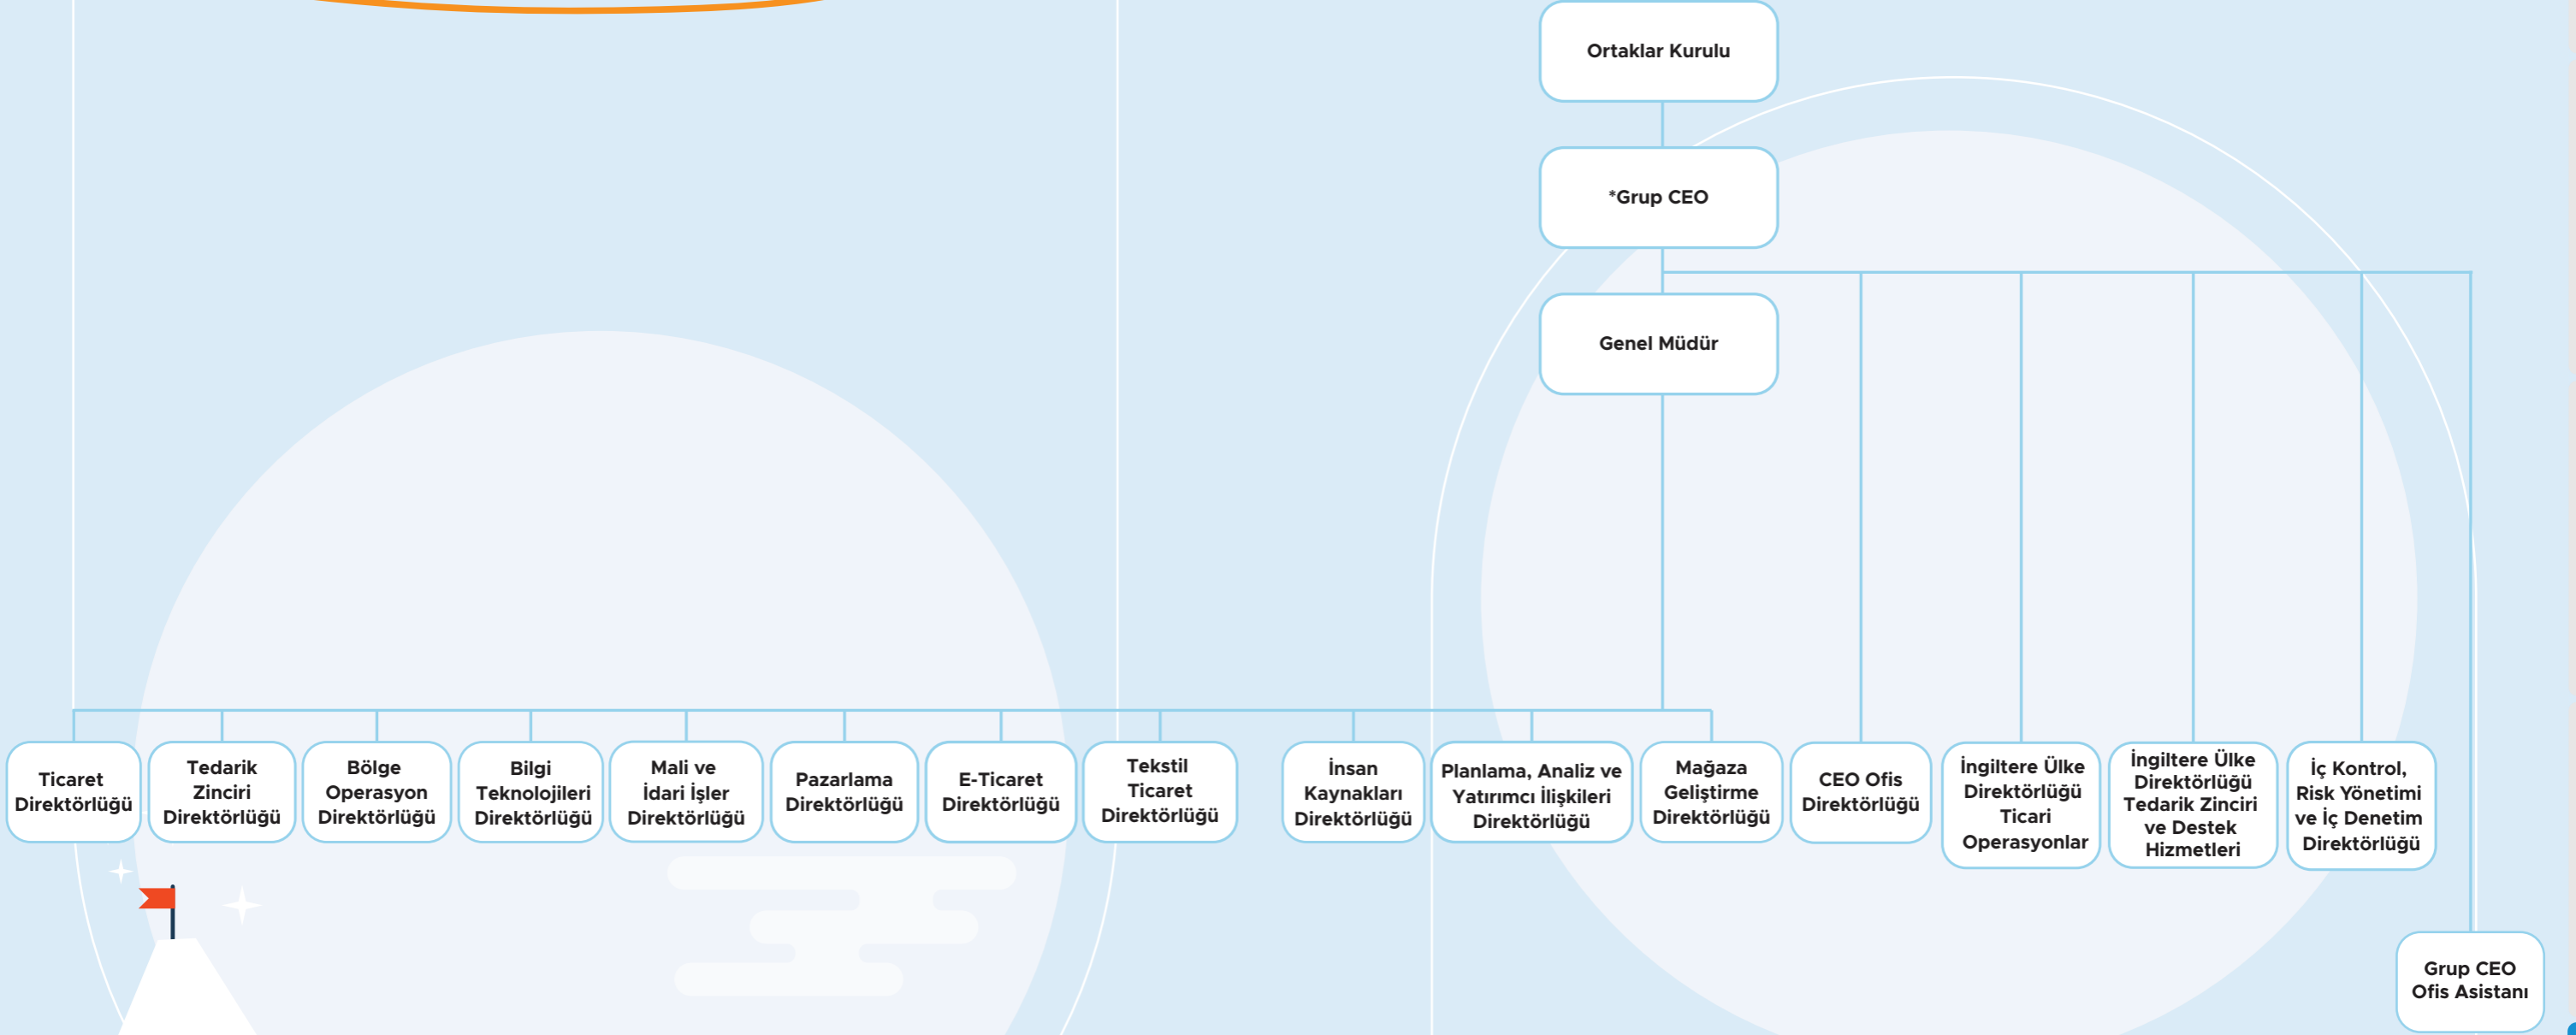 Ortaklar Kurulu
*Grup CEO
Genel Müdür
Ticaret
Direktörlüğü
Tedarik
Zinciri
Direktörlüğü
Bölge
Operasyon
Direktörlüğü
Bilgi
Teknolojileri
Direktörlüğü
Mali ve
İdari İşler
Direktörlüğü
Pazarlama
Direktörlüğü
E-Ticaret
Direktörlüğü
Tekstil
Ticaret
Direktörlüğü
İnsan
Kaynakları
Direktörlüğü
Planlama, Analiz ve
Yatırımcı İlişkileri
Direktörlüğü
Mağaza
Geliştirme
Direktörlüğü
CEO Ofis
Direktörlüğü
İngiltere Ülke
Direktörlüğü
Ticari
Operasyonlar
İngiltere Ülke
Direktörlüğü
Tedarik Zinciri
ve Destek
Hizmetleri
İç Kontrol,
Risk Yönetimi
ve İç Denetim
Direktörlüğü
Grup CEO
Ofis Asistanı